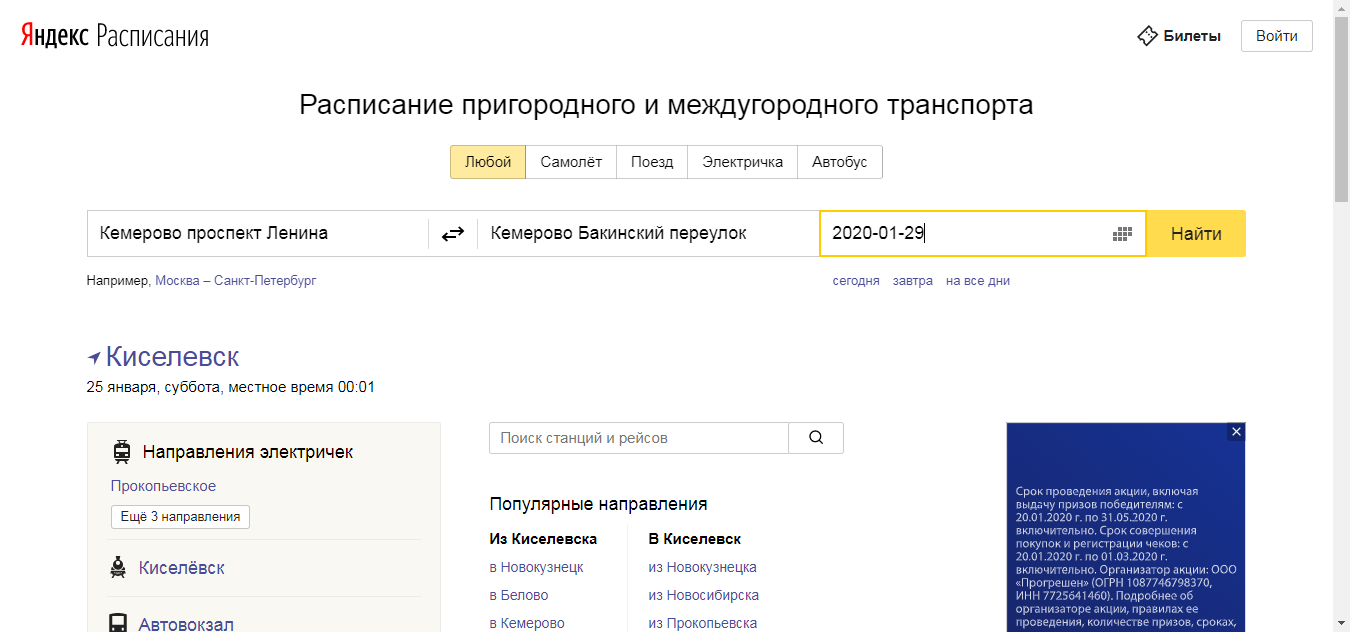 Яндекс Расписания
Билеты
Войти
Расписание пригородного и междугородного транспорта
Любой Самолёт Поезд Электричка Автобус
Кемерово проспект Ленина
Кемерово Бакинский переулок
2020-01-29
Найти
Например, Москва – Санкт-Петербург
сегодня завтра на все дни
Киселевск
25 января, суббота, местное время 00:01
Направления электричек
Прокопьевское
Ещё 3 направления
Киселёвск
Автовокзал
Поиск станций и рейсов
Популярные направления
Из Киселевска
в Новокузнецк
в Белово
в Кемерово
В Киселевск
из Новокузнецка
из Новосибирска
из Прокопьевска
Срок проведения акции, включая
выдачу призов победителям: с
20.01.2020 г. по 31.05.2020 г.
включительно. Срок совершения
покупок и регистрации чеков: с
20.01.2020 г. по 01.03.2020 г.
включительно. Организатор акции: ООО
«Прогрешен» (ОГРН 1087746798370,
ИНН 7725641460). Подробнее об
организаторе акции, правилах ее
проведения, количестве призов, сроках,